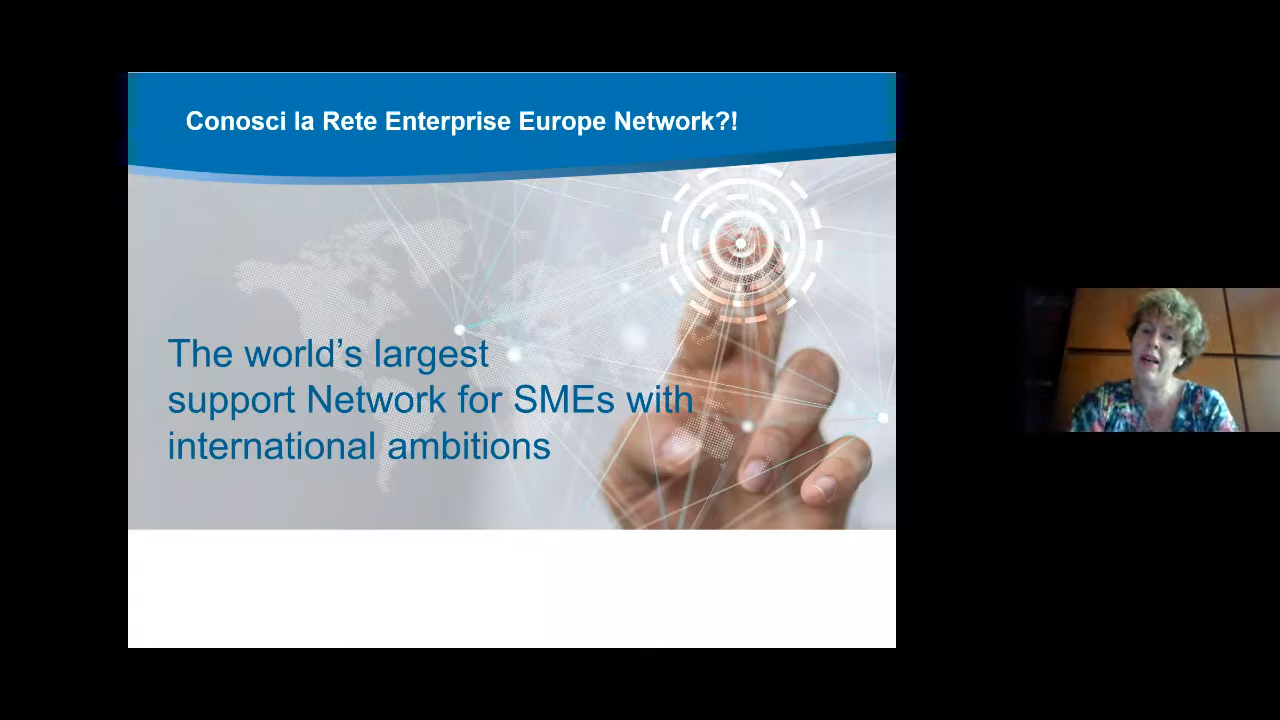 Conosci la Rete Enterprise Europe Network?!
The world’s largest
support Network for SMEs with
international ambitions